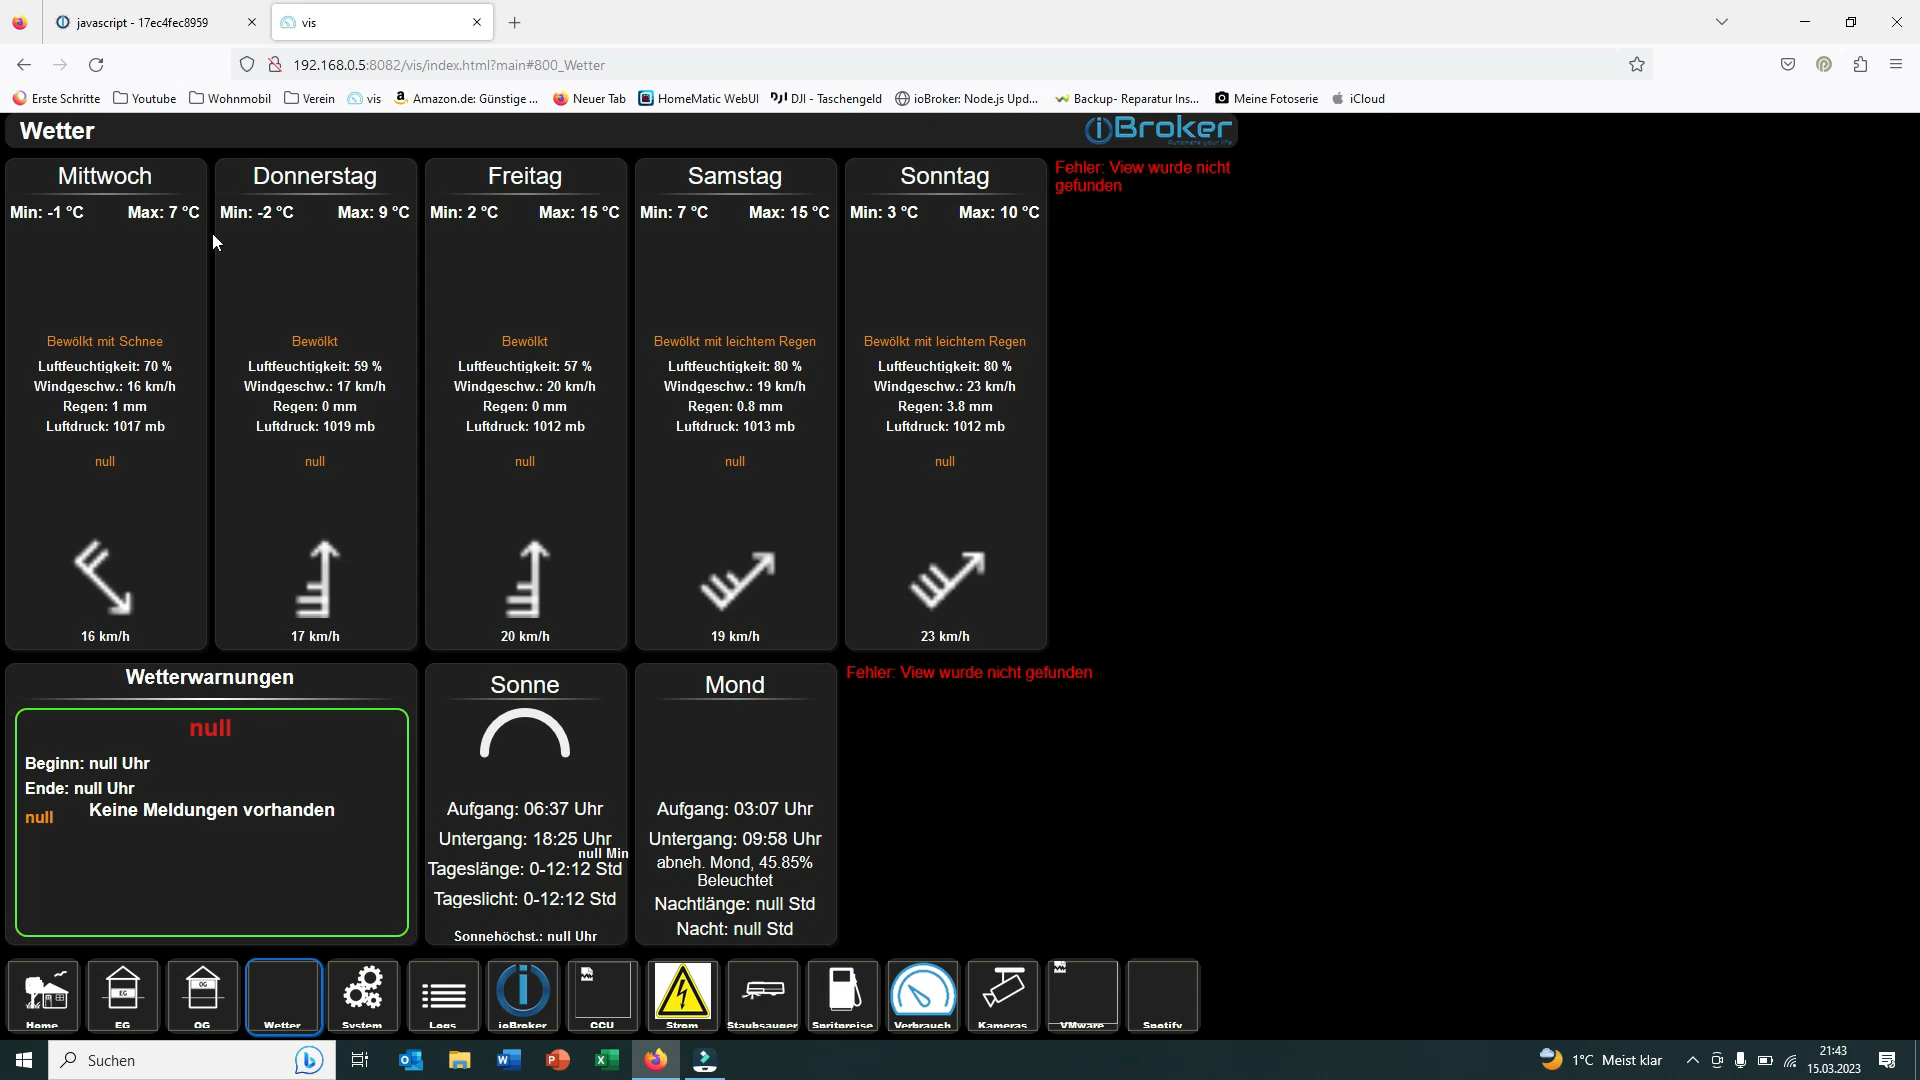 javascript - 17ec4fec8959
vis
192.168.0.5:8082/vis/index.html?main#800_Wetter
Erste Schritte
Youtube
Wohnmobil
Verein
vis
Amazon.de: Günstige ...
Neuer Tab
HomeMatic WebUI
DJI - Taschengeld
ioBroker: Node.js Upd...
Backup- Reparatur Ins...
Meine Fotoserie
iCloud
Wetter
iBroker
Automate your life
Mittwoch
Min: -1 °C Max: 7 °C
Bewölkt mit Schnee
Luftfeuchtigkeit: 70 %
Windgeschw.: 16 km/h
Regen: 1 mm
Luftdruck: 1017 mb
null
16 km/h
Donnerstag
Min: -2 °C Max: 9 °C
Bewölkt
Luftfeuchtigkeit: 59 %
Windgeschw.: 17 km/h
Regen: 0 mm
Luftdruck: 1019 mb
null
17 km/h
Freitag
Min: 2 °C Max: 15 °C
Bewölkt
Luftfeuchtigkeit: 57 %
Windgeschw.: 20 km/h
Regen: 0 mm
Luftdruck: 1012 mb
null
20 km/h
Samstag
Min: 7 °C Max: 15 °C
Bewölkt mit leichtem Regen
Luftfeuchtigkeit: 80 %
Windgeschw.: 19 km/h
Regen: 0.8 mm
Luftdruck: 1013 mb
null
19 km/h
Sonntag
Min: 3 °C Max: 10 °C
Bewölkt mit leichtem Regen
Luftfeuchtigkeit: 80 %
Windgeschw.: 23 km/h
Regen: 3.8 mm
Luftdruck: 1012 mb
null
23 km/h
Fehler: View wurde nicht
gefunden
Wetterwarnungen
null
Beginn: null Uhr
Ende: null Uhr
Keine Meldungen vorhanden
null
Sonne
Aufgang: 06:37 Uhr
Untergang: 18:25 Uhr
null Min
Tageslänge: 0-12:12 Std
Tageslicht: 0-12:12 Std
Sonnehöchst.: null Uhr
Mond
Aufgang: 03:07 Uhr
Untergang: 09:58 Uhr
abneh. Mond, 45.85%
Beleuchtet
Nachtlänge: null Std
Nacht: null Std
Fehler: View wurde nicht gefunden
Home
EG
EG
OG
OG
Wetter
System
Logs
ioBroker
CCU
Strom
Staubsauger
Spritpreise
Verbrauch
Kameras
VMware
Spotify
Suchen
1°C Meist klar
21:43
15.03.2023